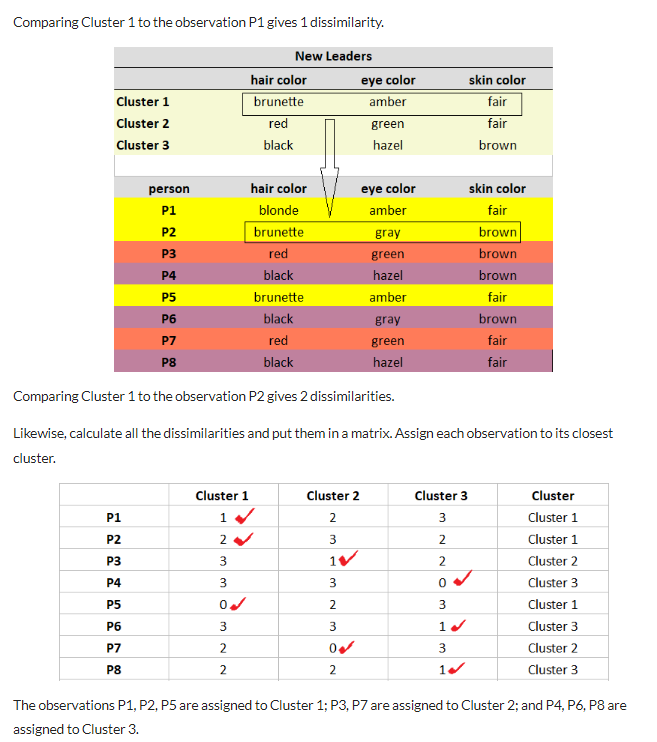 Comparing Cluster 1 to the observation P1 gives 1 dissimilarity.
New Leaders
hair color eye color skin color
Cluster 1 brunette amber fair
Cluster 2 red green fair
Cluster 3 black hazel brown
person hair color eye color skin color
P1 blonde amber fair
P2 brunette gray brown
P3 red green brown
P4 black hazel brown
P5 brunette amber fair
P6 black gray brown
P7 red green fair
P8 black hazel fair
Comparing Cluster 1 to the observation P2 gives 2 dissimilarities.
Likewise, calculate all the dissimilarities and put them in a matrix. Assign each observation to its closest
cluster.
Cluster 1 Cluster 2 Cluster 3 Cluster
P1 1 2 3 Cluster 1
P2 2 3 2 Cluster 1
P3 3 1 2 Cluster 2
P4 3 3 0 Cluster 3
P5 0 2 3 Cluster 1
P6 3 3 1 Cluster 3
P7 2 0 3 Cluster 2
P8 2 2 1 Cluster 3
The observations P1, P2, P5 are assigned to Cluster 1; P3, P7 are assigned to Cluster 2; and P4, P6, P8 are
assigned to Cluster 3.